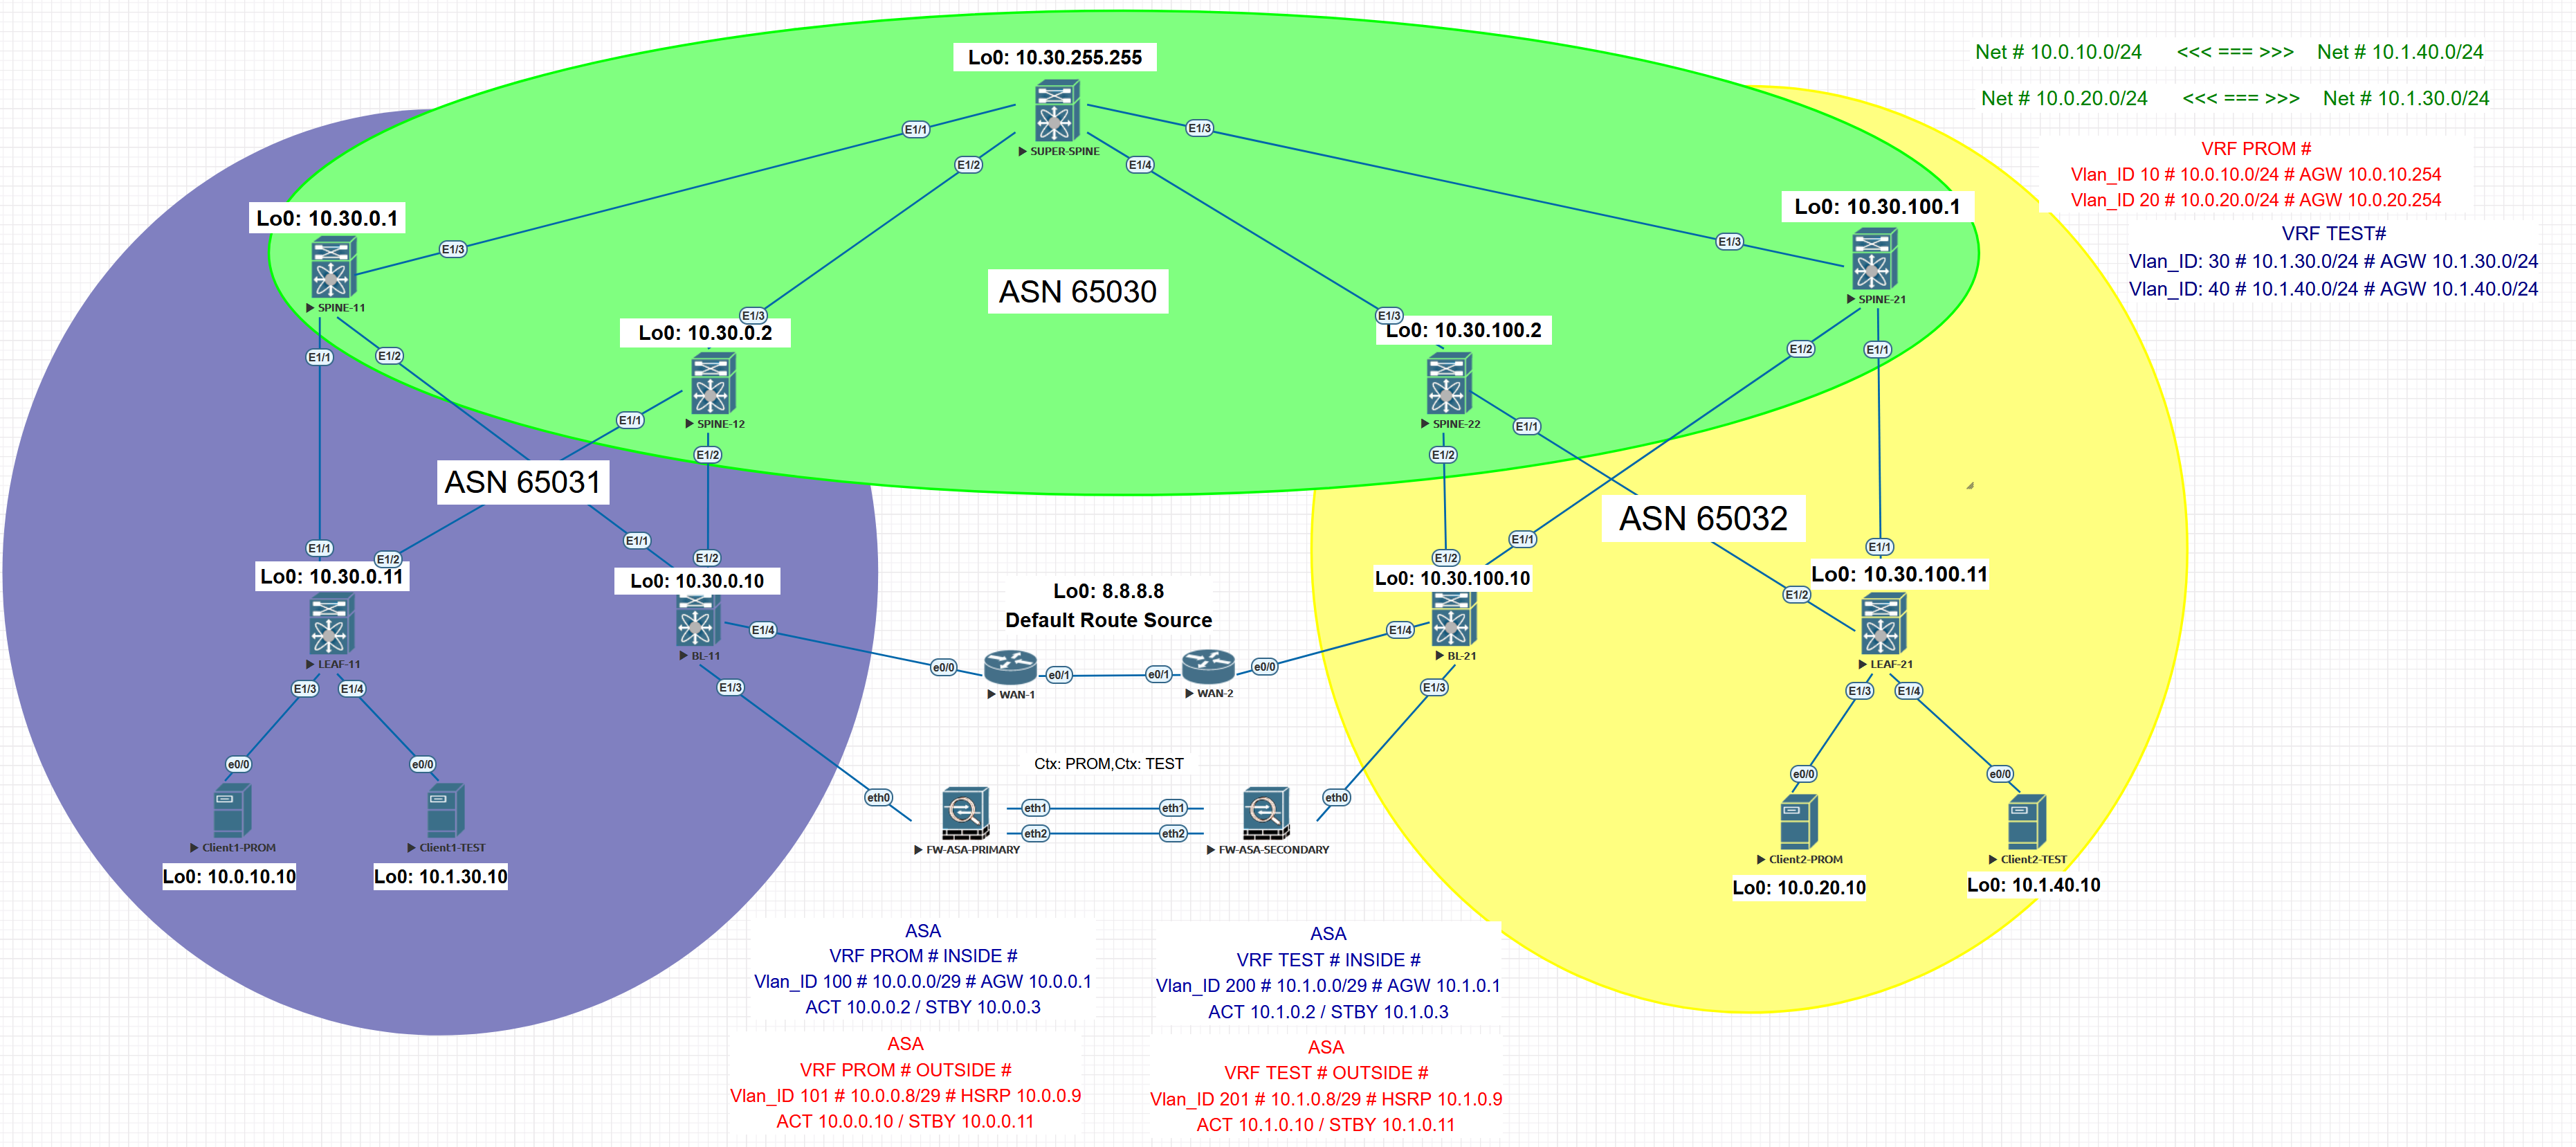 Lo0: 10.30.255.255
Net # 10.0.10.0/24 <<< === >>> Net # 10.1.40.0/24
Net # 10.0.20.0/24 <<< === >>> Net # 10.1.30.0/24
E1/1
E1/3
SUPER-SPINE
E1/2
E1/4
VRF PROM #
Vlan_ID 10 # 10.0.10.0/24 # AGW 10.0.10.254
Vlan_ID 20 # 10.0.20.0/24 # AGW 10.0.20.254
VRF TEST#
Vlan_ID: 30 # 10.1.30.0/24 # AGW 10.1.30.0/24
Vlan_ID: 40 # 10.1.40.0/24 # AGW 10.1.40.0/24
Lo0: 10.30.0.1
E1/3
SPINE-11
Lo0: 10.30.100.1
E1/3
SPINE-21
ASN 65030
E1/3
Lo0: 10.30.0.2
E1/3
Lo0: 10.30.100.2
E1/1
E1/2
E1/2
E1/1
E1/1
SPINE-12
SPINE-22
E1/1
E1/2
E1/2
ASN 65031
ASN 65032
E1/1
E1/2
E1/1
E1/2
E1/2
E1/1
E1/1
Lo0: 10.30.0.11
Lo0: 10.30.0.10
Lo0: 8.8.8.8
Default Route Source
Lo0: 10.30.100.10
Lo0: 10.30.100.11
E1/2
LEAF-11
BL-11
E1/4
e0/0
WAN-1
e0/1
e0/1
WAN-2
e0/0
E1/4
BL-21
LEAF-21
E1/3
E1/4
E1/3
E1/3
E1/3
E1/4
e0/0
e0/0
Ctx: PROM,Ctx: TEST
e0/0
e0/0
eth0
eth1
eth1
eth0
eth2
eth2
Client1-PROM
Client1-TEST
FW-ASA-PRIMARY
FW-ASA-SECONDARY
Client2-PROM
Client2-TEST
Lo0: 10.0.10.10
Lo0: 10.1.30.10
Lo0: 10.0.20.10
Lo0: 10.1.40.10
ASA
VRF PROM # INSIDE #
Vlan_ID 100 # 10.0.0.0/29 # AGW 10.0.0.1
ACT 10.0.0.2 / STBY 10.0.0.3
ASA
VRF TEST # INSIDE #
Vlan_ID 200 # 10.1.0.0/29 # AGW 10.1.0.1
ACT 10.1.0.2 / STBY 10.1.0.3
ASA
VRF PROM # OUTSIDE #
Vlan_ID 101 # 10.0.0.8/29 # HSRP 10.0.0.9
ACT 10.0.0.10 / STBY 10.0.0.11
ASA
VRF TEST # OUTSIDE #
Vlan_ID 201 # 10.1.0.8/29 # HSRP 10.1.0.9
ACT 10.1.0.10 / STBY 10.1.0.11